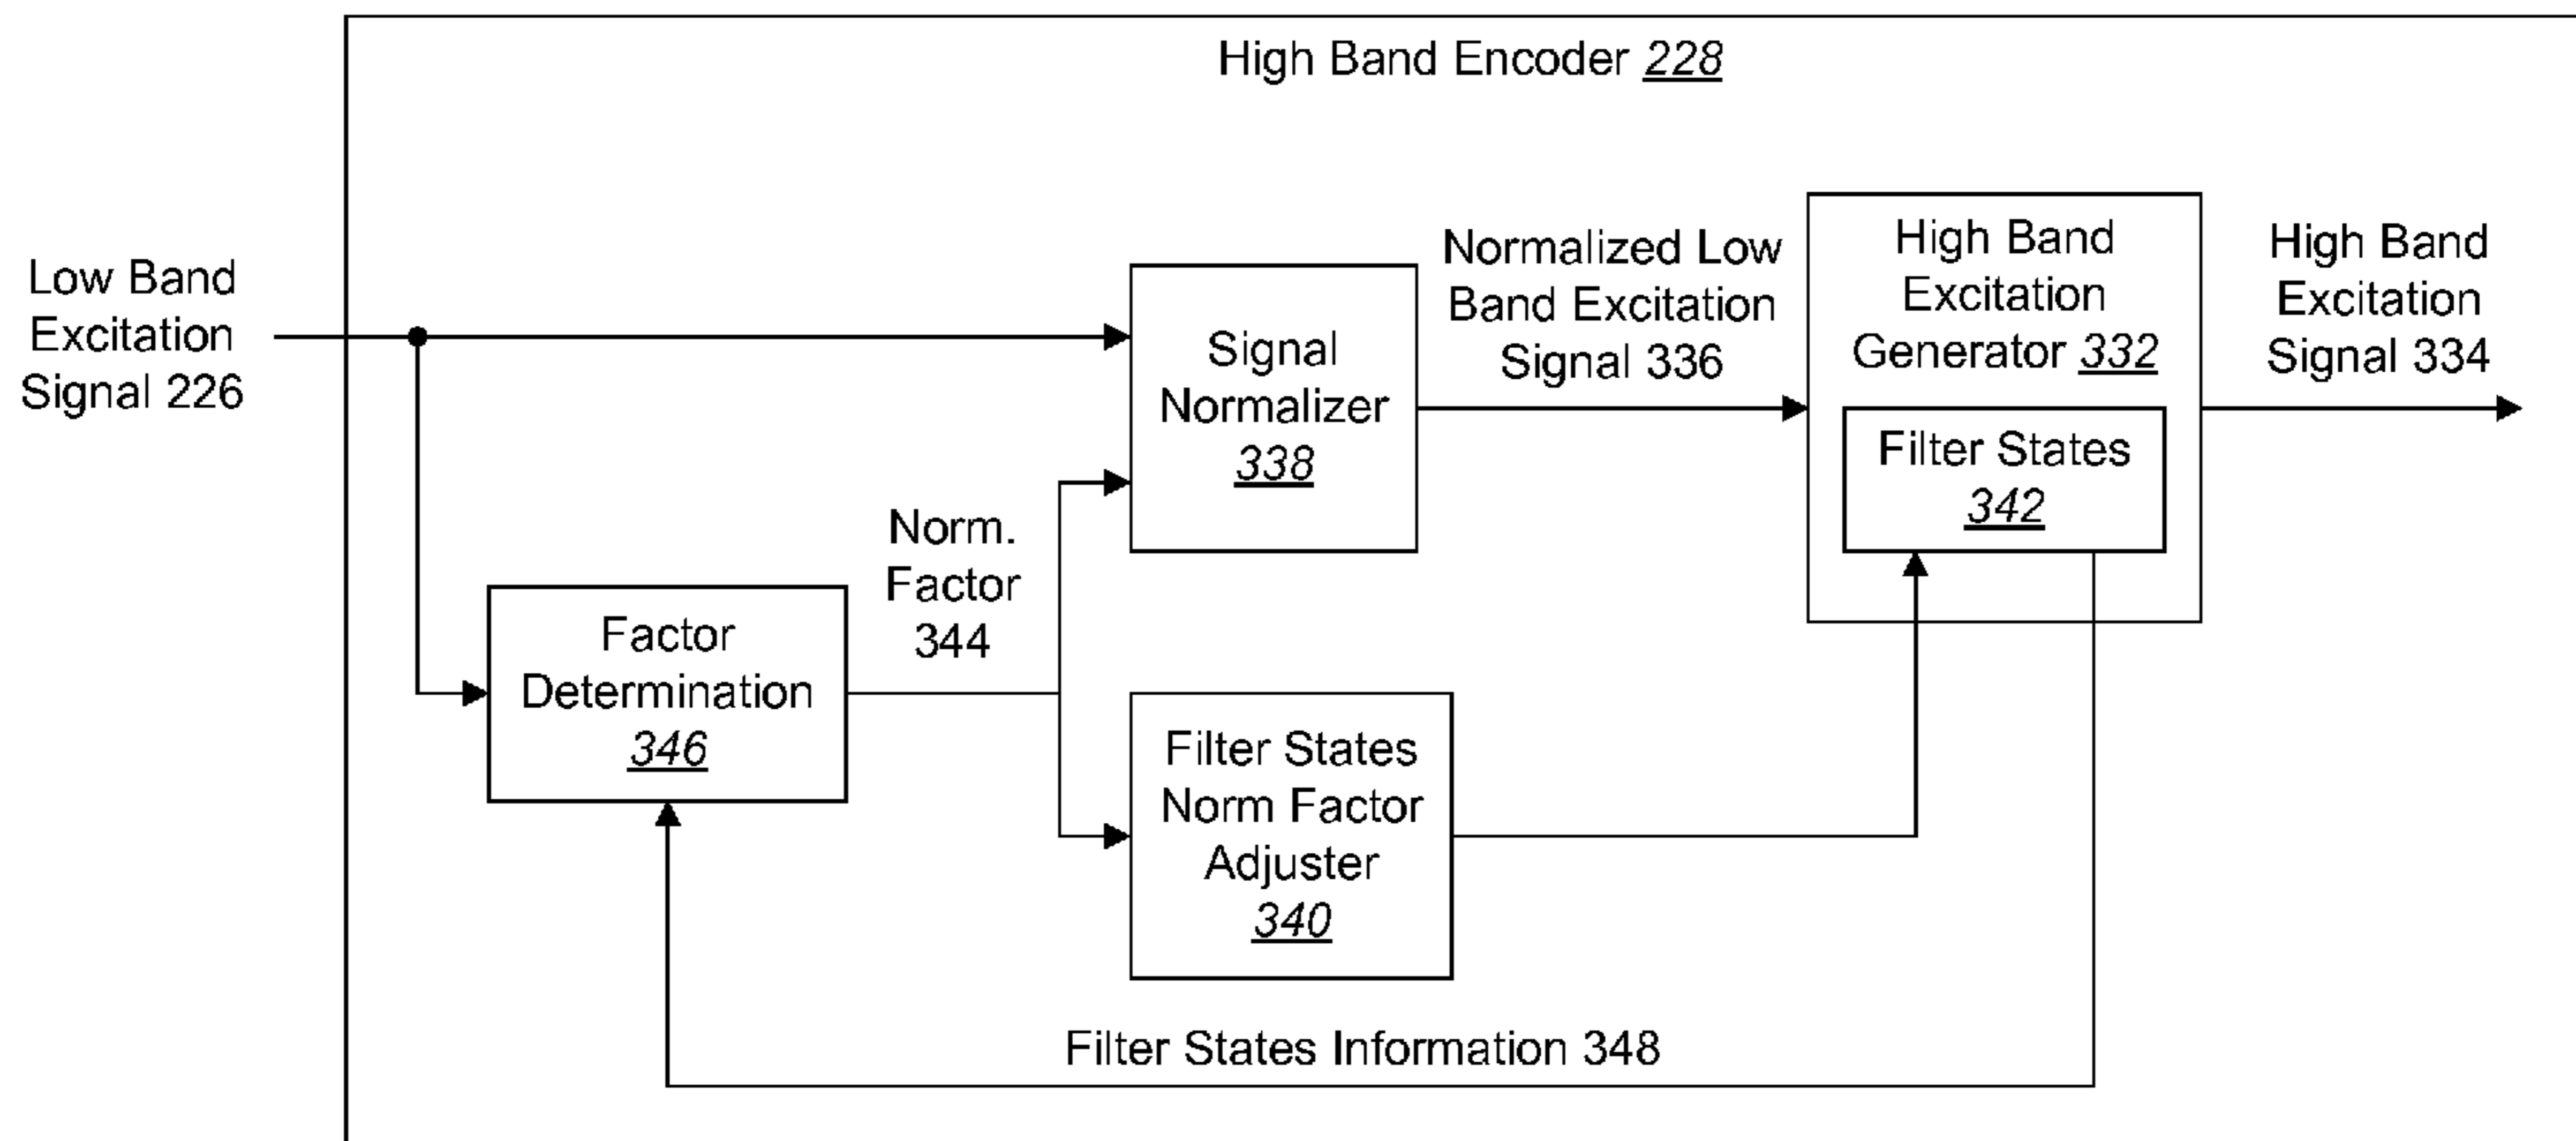 High Band Encoder 228
Low Band
Excitation
Signal 226
Signal
Normalizer
338
Normalized Low
Band Excitation
Signal 336
High Band
Excitation
Generator 332
Filter States
342
High Band
Excitation
Signal 334
Norm.
Factor
344
Factor
Determination
346
Filter States
Norm Factor
Adjuster
340
Filter States Information 348